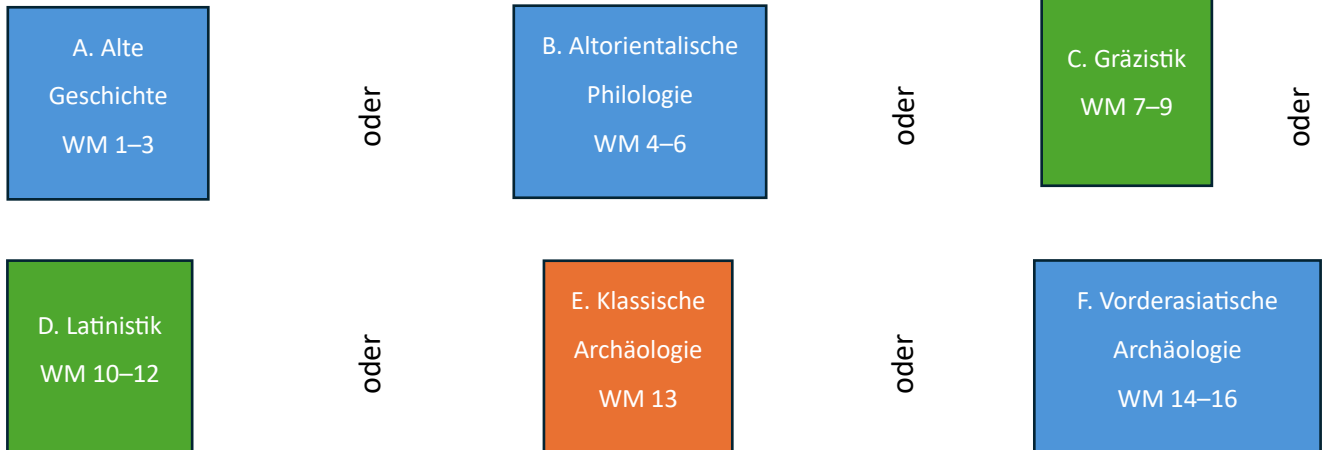 A. Alte
Geschichte
WM 1–3
oder
B. Altorientalische
Philologie
WM 4–6
oder
C. Gräzistik
WM 7–9
oder
D. Latinistik
WM 10–12
oder
E. Klassische
Archäologie
WM 13
oder
F. Vorderasiatische
Archäologie
WM 14–16